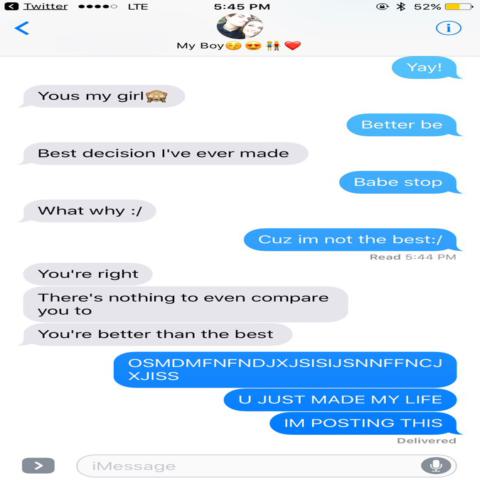 Twitter LTE 5:45 PM 52%
My Boy😚😍👫❤️
Yay!
Yous my girl🙈
Better be
Best decision I've ever made
Babe stop
What why :/
Cuz im not the best:/
Read 5:44 PM
You're right
There's nothing to even compare
you to
You're better than the best
OSMDMFNFNDJXJSISIJSNNFFNCJ
XJISS
U JUST MADE MY LIFE
IM POSTING THIS
Delivered
iMessage